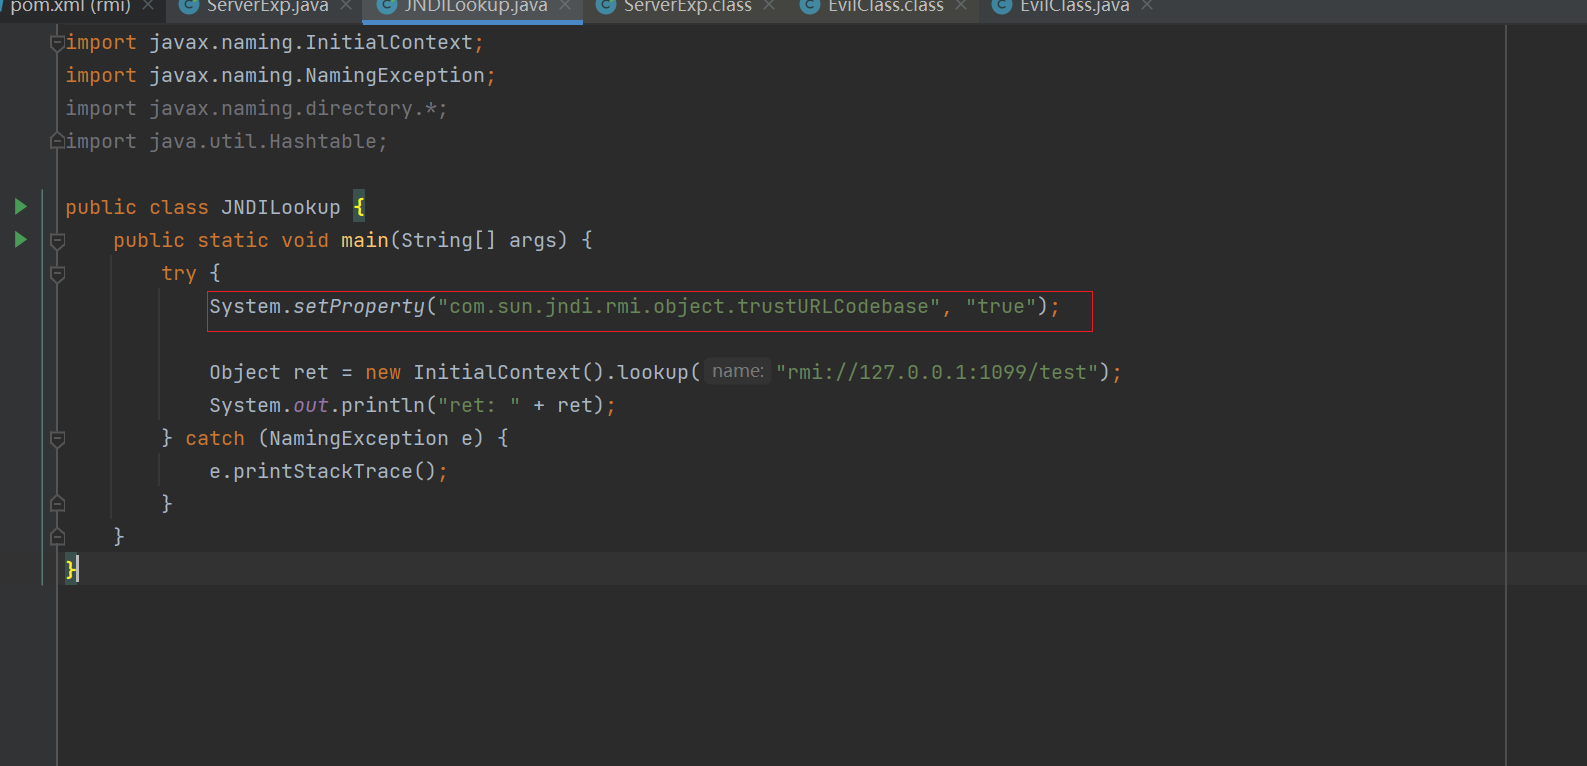 pom.xml (rmi) ServerExp.java JNDILookup.java ServerExp.class EvilClass.class EvilClass.java
import javax.naming.InitialContext;
import javax.naming.NamingException;
import javax.naming.directory.*;
import java.util.Hashtable;
public class JNDILookup {
public static void main(String[] args) {
try {
System.setProperty("com.sun.jndi.rmi.object.trustURLCodebase", "true");
Object ret = new InitialContext().lookup( name: "rmi://127.0.0.1:1099/test");
System.out.println("ret: " + ret);
} catch (NamingException e) {
e.printStackTrace();
}
}
}